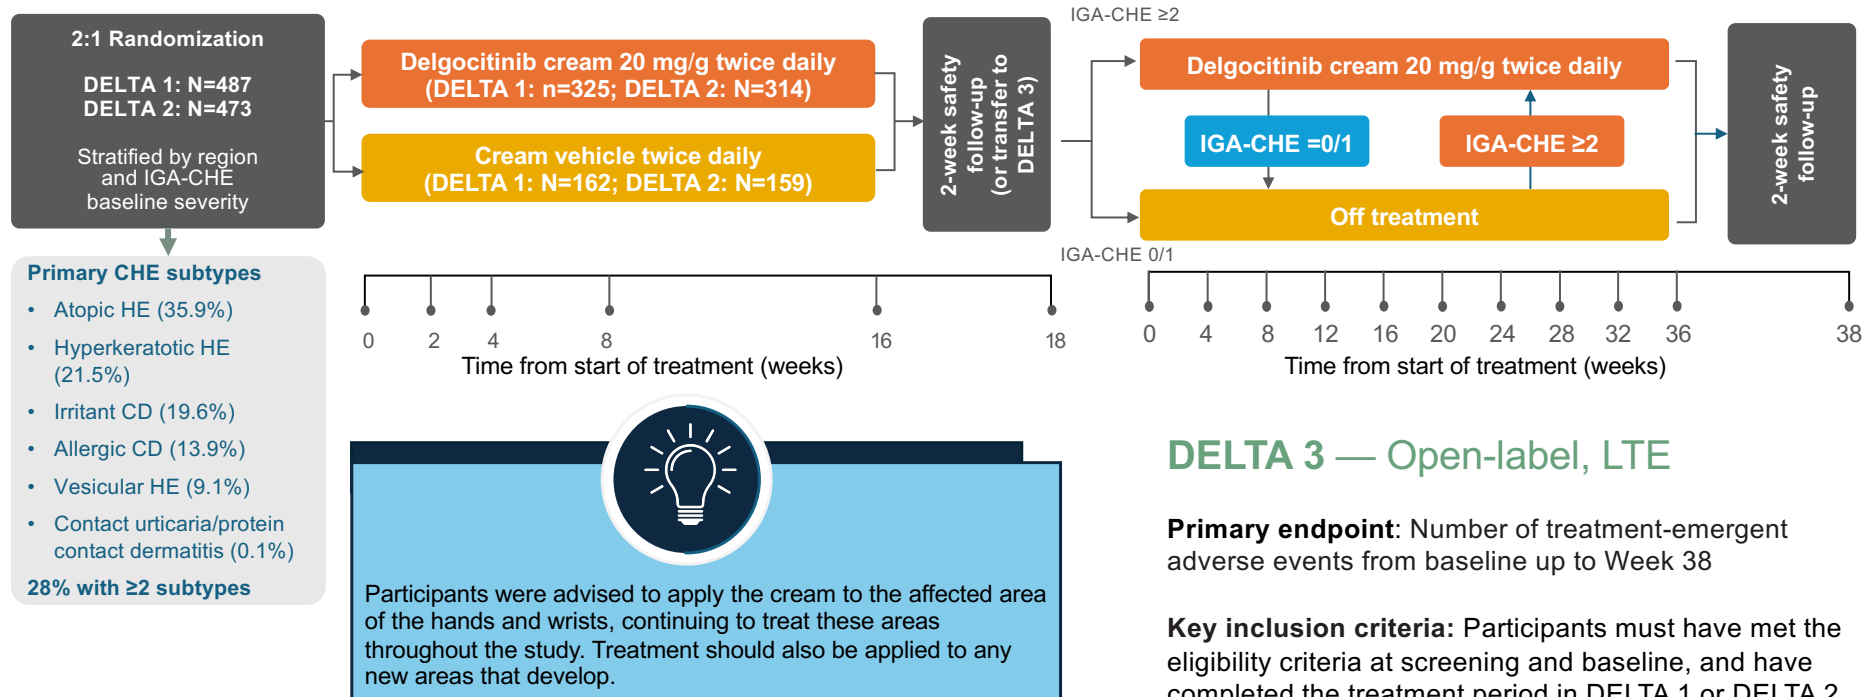 2:1 Randomization
DELTA 1: N=487
DELTA 2: N=473
Stratified by region
and IGA-CHE
baseline severity
Delgocitinib cream 20 mg/g twice daily
(DELTA 1: n=325; DELTA 2: N=314)
Cream vehicle twice daily
(DELTA 1: N=162; DELTA 2: N=159)
2-week safety
follow-up
(or transfer to
DELTA 3)
IGA-CHE ≥2
Delgocitinib cream 20 mg/g twice daily
IGA-CHE =0/1
IGA-CHE ≥2
Off treatment
IGA-CHE 0/1
2-week safety
follow-up
Primary CHE subtypes
• Atopic HE (35.9%)
• Hyperkeratotic HE
(21.5%)
• Irritant CD (19.6%)
• Allergic CD (13.9%)
• Vesicular HE (9.1%)
• Contact urticaria/protein
contact dermatitis (0.1%)
28% with ≥2 subtypes
0 2 4 8 16 18
Time from start of treatment (weeks)
0 4 8 12 16 20 24 28 32 36 38
Time from start of treatment (weeks)
Participants were advised to apply the cream to the affected area
of the hands and wrists, continuing to treat these areas
throughout the study. Treatment should also be applied to any
new areas that develop.
DELTA 3 — Open-label, LTE
Primary endpoint: Number of treatment-emergent
adverse events from baseline up to Week 38
Key inclusion criteria: Participants must have met the
eligibility criteria at screening and baseline, and have
completed the treatment period in DELTA 1 or DELTA 2